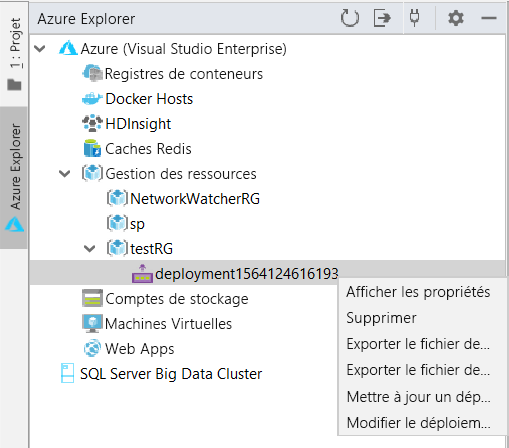 Azure Explorer
1: Projet
Azure Explorer
Azure (Visual Studio Enterprise)
Registres de conteneurs
Docker Hosts
HDInsight
Caches Redis
Gestion des ressources
NetworkWatcherRG
sp
testRG
deployment1564124616193
Afficher les propriétés
Supprimer
Exporter le fichier de...
Exporter le fichier de...
Mettre à jour un dép...
Modifier le déploiem...
Comptes de stockage
Machines Virtuelles
Web Apps
SQL Server Big Data Cluster